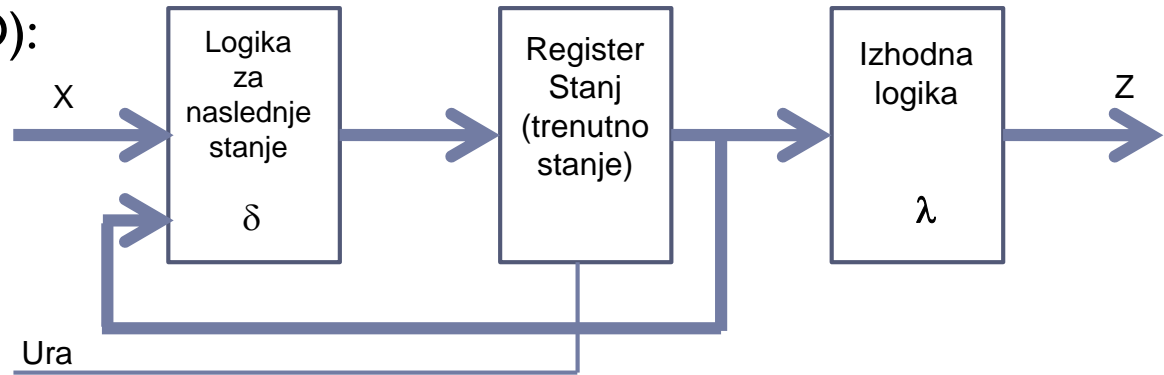 ):
X
Logika
za
naslednje
stanje
δ
Register
Stanj
(trenutno
stanje)
Izhodna
logika
λ
Z
Ura